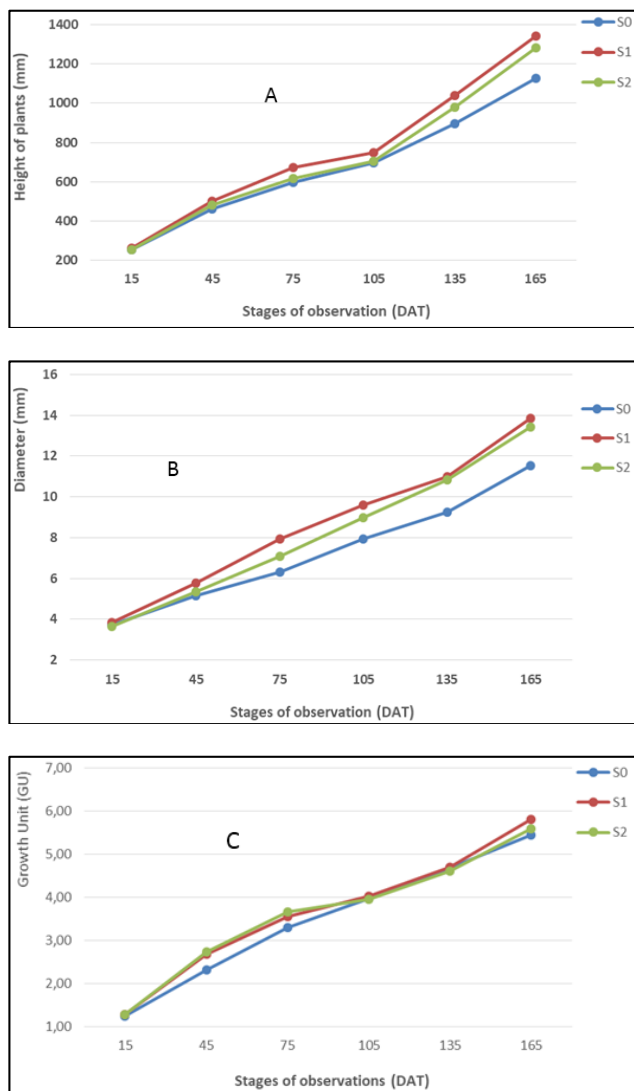 1400
1200
1000
800
600
400
200
Height of plants (mm)
A
15 45 75 105 135 165
Stages of observation (DAT)
S0
S1
S2
16
14
12
10
8
6
4
2
Diameter (mm)
B
15 45 75 105 135 165
Stages of observation (DAT)
S0
S1
S2
7,00
6,00
5,00
4,00
3,00
2,00
1,00
Growth Unit (GU)
C
15 45 75 105 135 165
Stages of observations (DAT)
S0
S1
S2